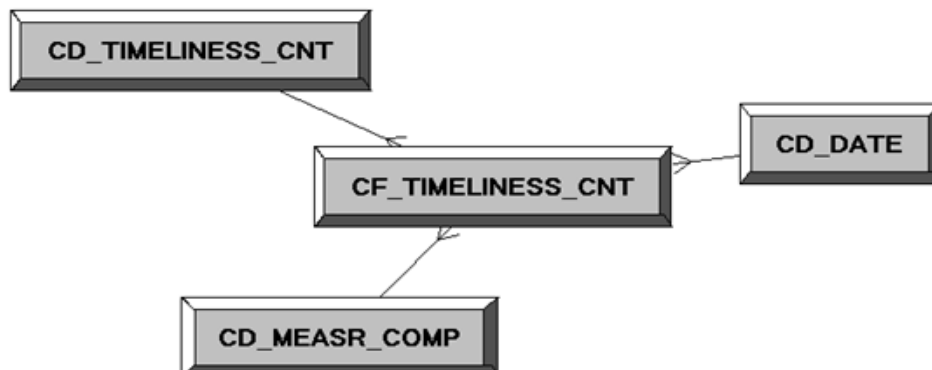 CD_TIMELINESS_CNT
CD_DATE
CF_TIMELINESS_CNT
CD_MEASR_COMP